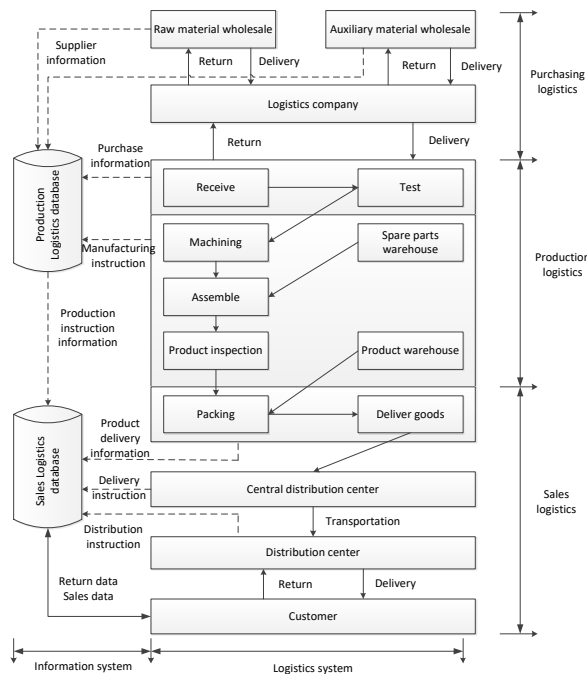 Raw material wholesale
Auxiliary material wholesale
Supplier
information
Return
Delivery
Return
Delivery
Purchasing
logistics
Logistics company
Purchase
information
Return
Delivery
Production
Logistics database
Receive
Test
Manufacturing
instruction
Machining
Spare parts
warehouse
Production
logistics
Assemble
Production
instruction
information
Product inspection
Product warehouse
Packing
Deliver goods
Product
delivery
information
Sales Logistics
database
Delivery
instruction
Central distribution center
Sales
logistics
Distribution
instruction
Transportation
Distribution center
Return data
Sales data
Return
Delivery
Customer
Information system
Logistics system